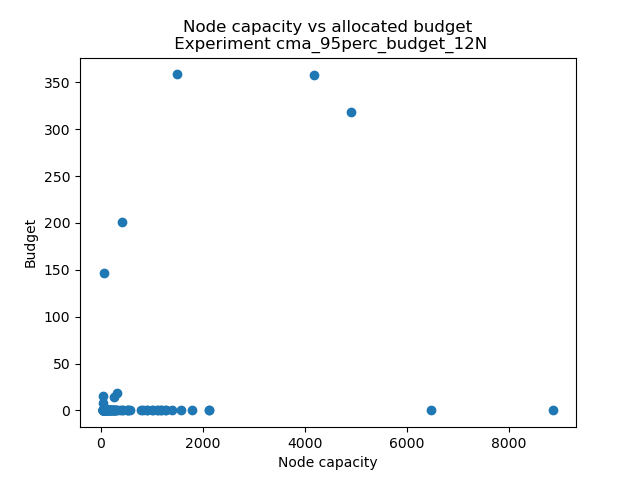 Node capacity vs allocated budget
Experiment cma_95perc_budget_12N
350
300
250
200
150
100
50
0
Budget
0 2000 4000 6000 8000
Node capacity